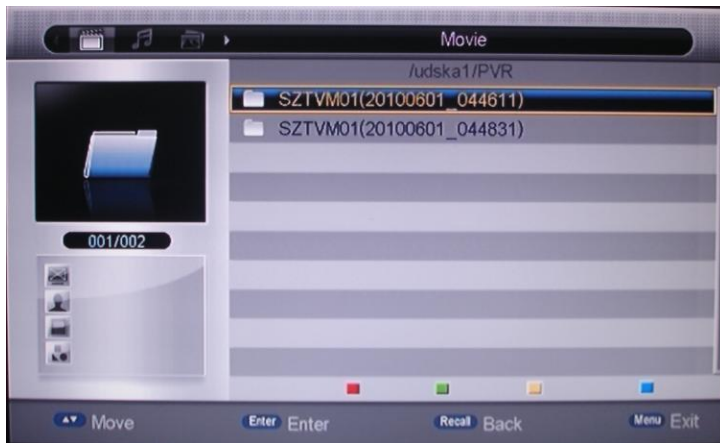 Movie
/udska1/PVR
SZTVM01(20100601_044611)
SZTVM01(20100601_044831)
001/002
Move
Enter Enter
Recall Back
Menu Exit